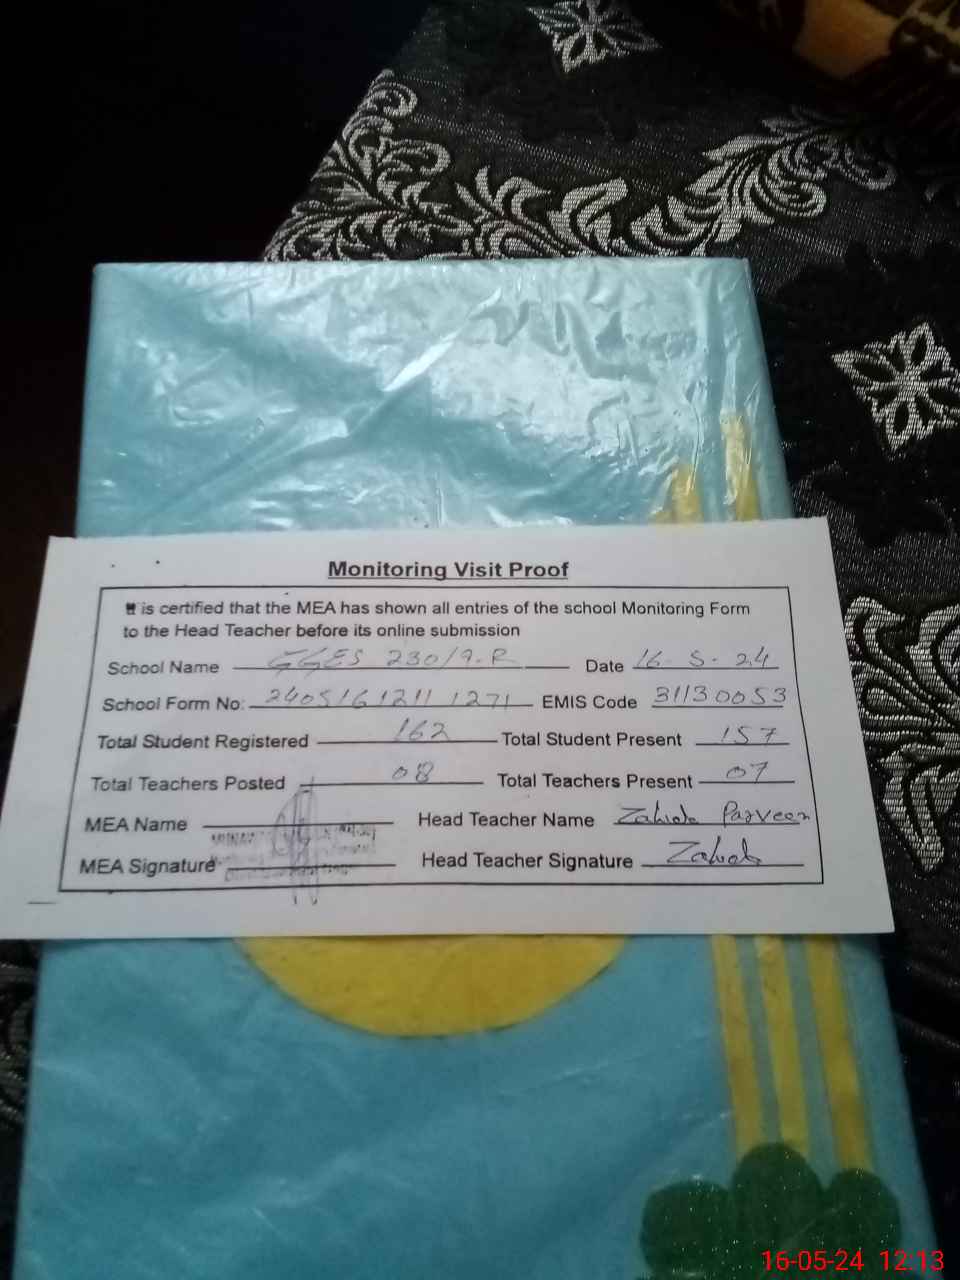 Monitoring Visit Proof
It is certified that the MEA has shown all entries of the school Monitoring Form
to the Head Teacher before its online submission
School Name GGES 230/9-R Date 16-5-24
School Form No: 2405161211 1271 EMIS Code 31130053
Total Student Registered 162 Total Student Present 157
Total Teachers Posted 08 Total Teachers Present 07
MEA Name Head Teacher Name Zahida Parveen
MEA Signature Head Teacher Signature Zahida
16-05-24 12:13